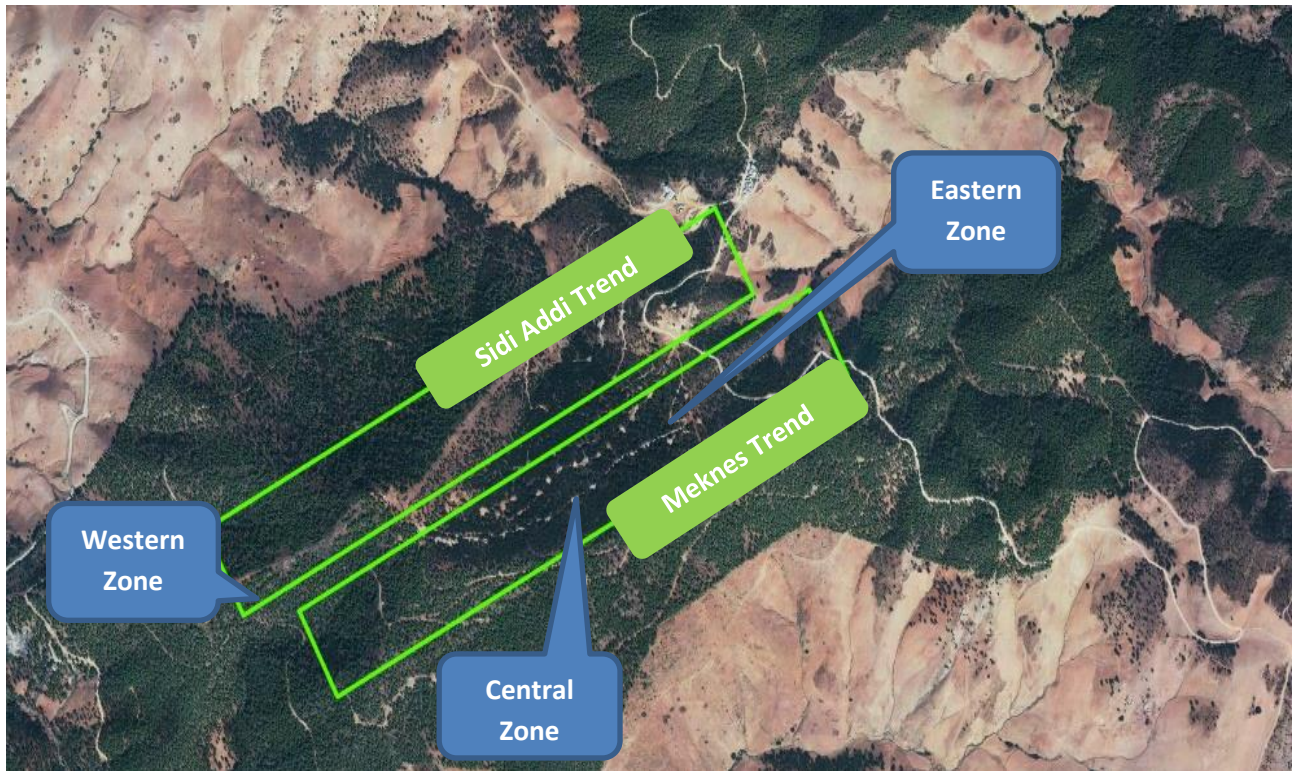 Eastern
Zone
Sidi Addi Trend
Meknes Trend
Western
Zone
Central
Zone